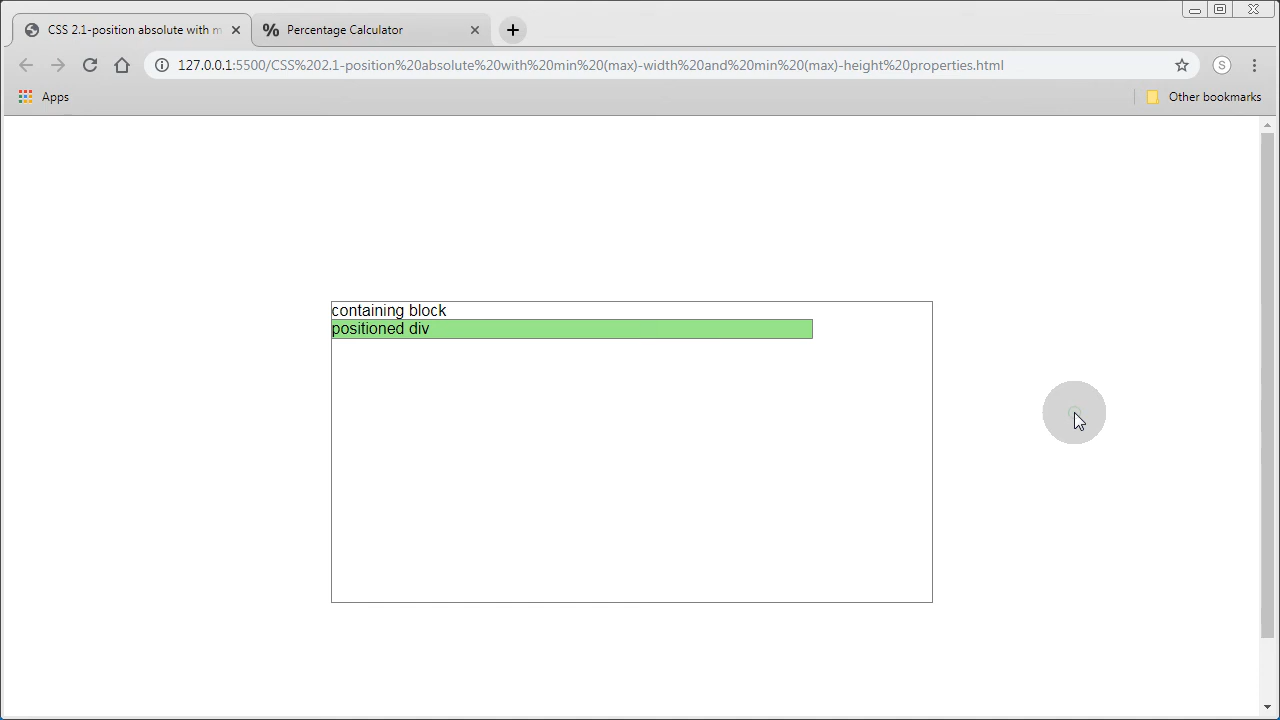 CSS 2.1-position absolute with m
% Percentage Calculator
127.0.0.1:5500/CSS%202.1-position%20absolute%20with%20min%20(max)-width%20and%20min%20(max)-height%20properties.html
S
Apps
Other bookmarks
containing block
positioned div